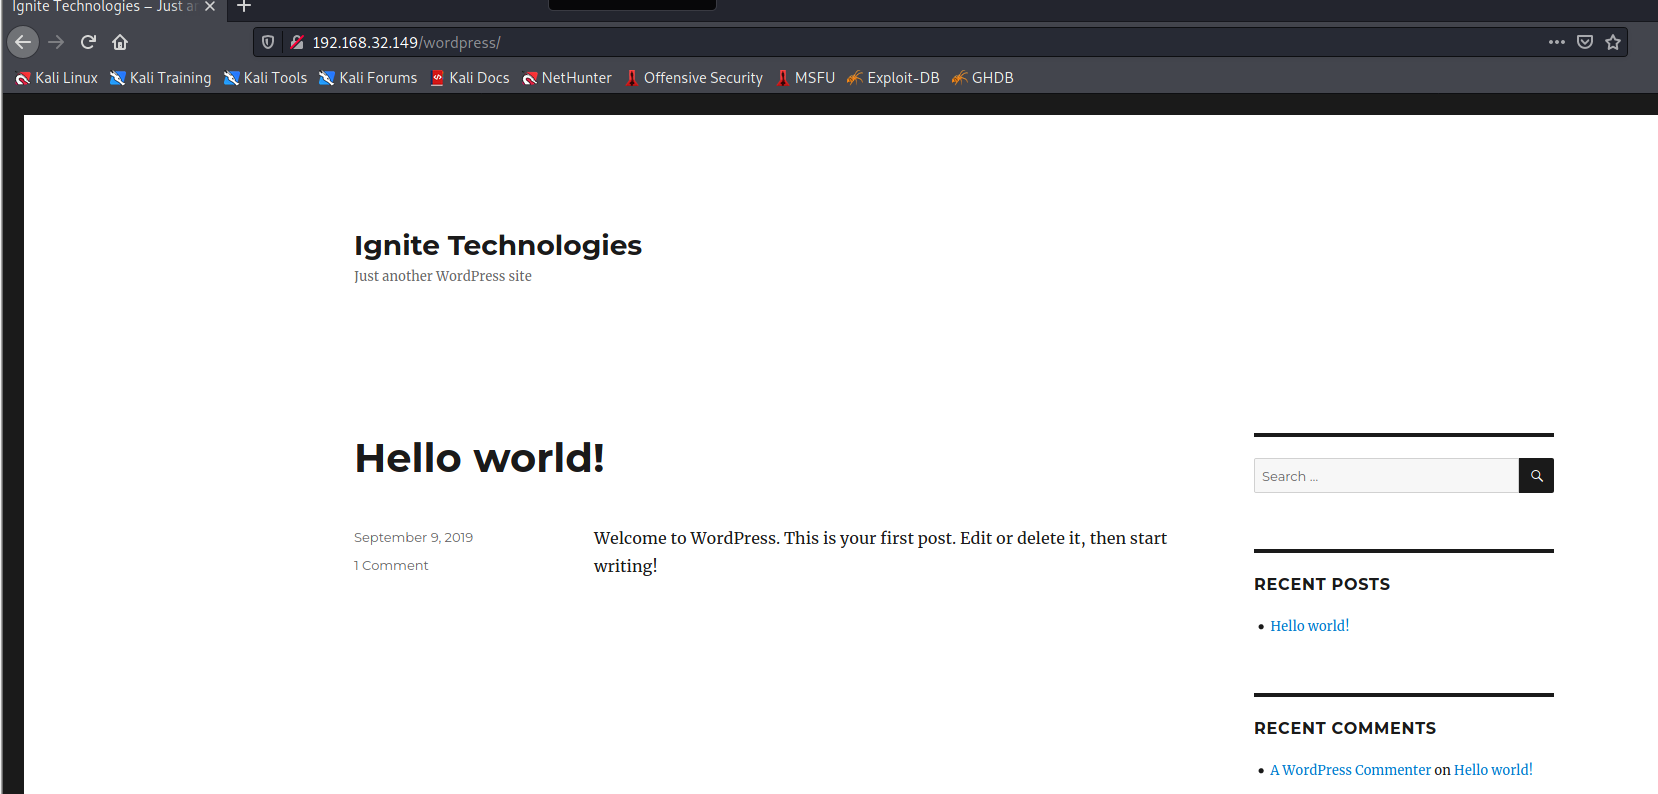 Ignite Technologies – Just a
192.168.32.149/wordpress/
Kali Linux Kali Training Kali Tools Kali Forums Kali Docs NetHunter Offensive Security MSFU Exploit-DB GHDB
Ignite Technologies
Just another WordPress site
Hello world!
September 9, 2019
1 Comment
Welcome to WordPress. This is your first post. Edit or delete it, then start
writing!
Search ...
RECENT POSTS
Hello world!
RECENT COMMENTS
A WordPress Commenter on Hello world!